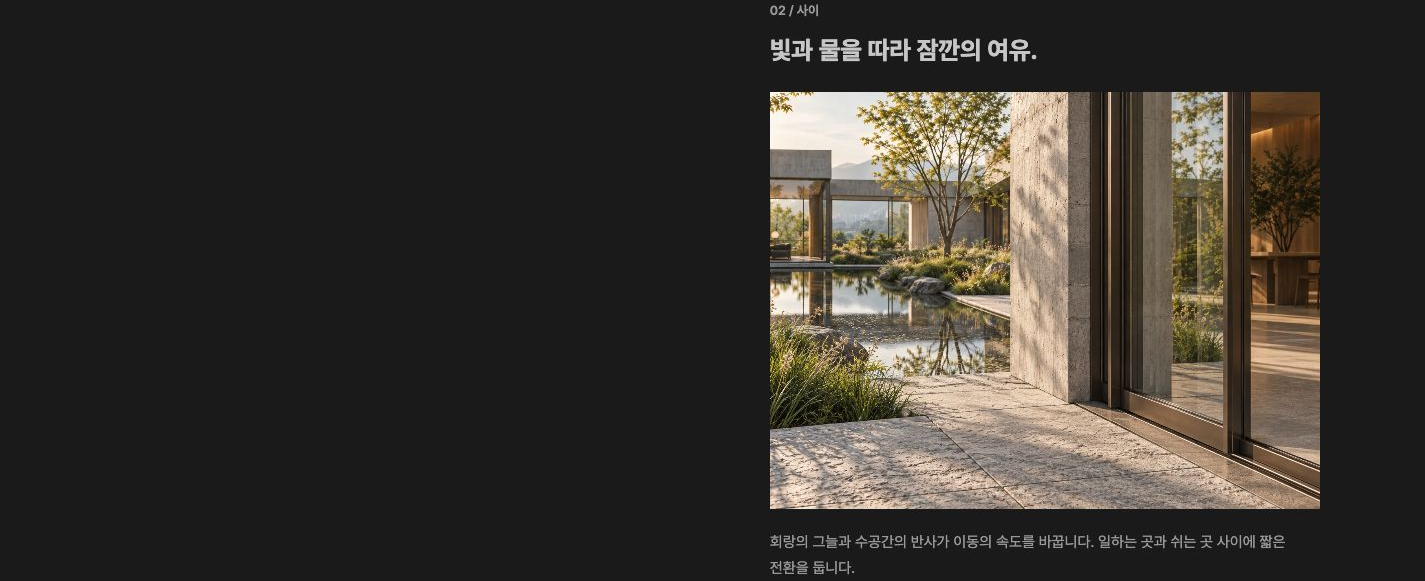 02 / 사이
빛과 물을 따라 잠깐의 여유.
회랑의 그늘과 수공간의 반사가 이동의 속도를 바꿉니다. 일하는 곳과 쉬는 곳 사이에 짧은
전환을 둡니다.